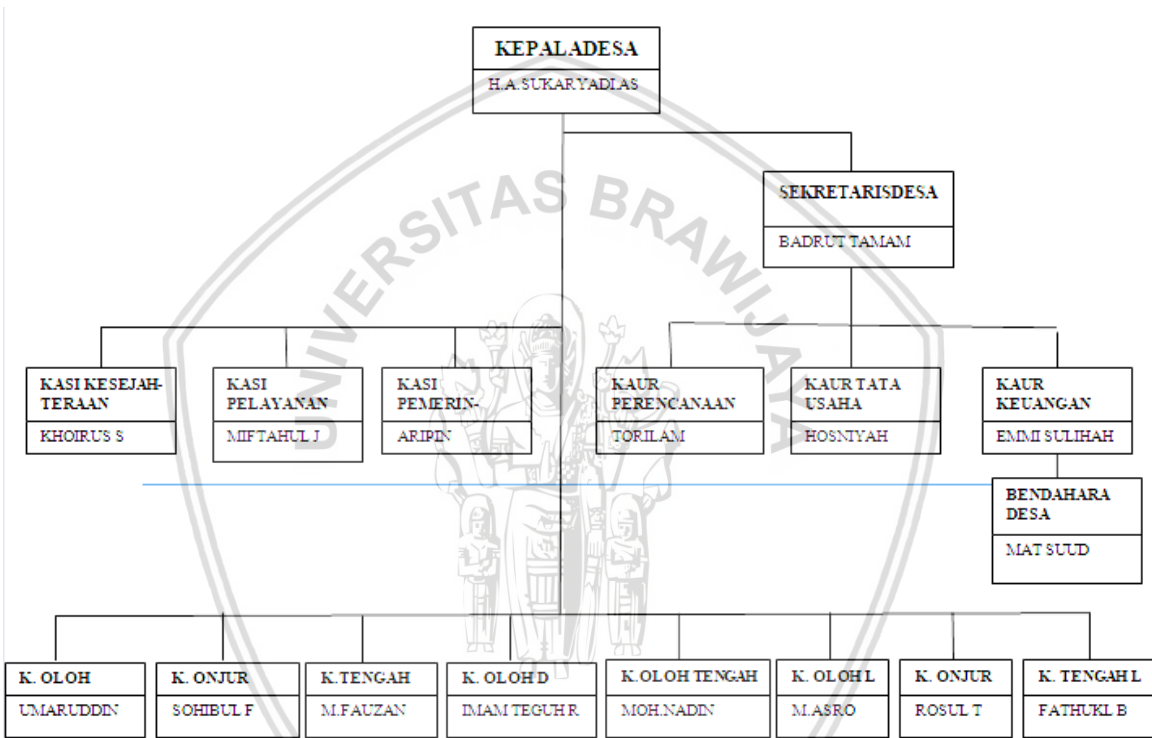 KEPALADESA
H.A.SUKARYADI.AS
UNIVERSITAS BRAWIJAYA
SEKRETARISDESA
BADRUT TAMAM
KASI KESEJAH-
TERAAN
KHOIRUS S
KASI
PELAYANAN
MIFTAHUL J
KASI
PEMERIN-
ARIPIN
KAUR
PERENCANAAN
TORILAM
KAUR TATA
USAHA
HOSNIYAH
KAUR
KEUANGAN
EMMI SULIHAH
BENDAHARA
DESA
MAT SUUD
K. OLOH
UMARUDDIN
K. ONJUR
SOHIBUL F
K.TENGAH
M.FAUZAN
K. OLOH D
IMAM TEGUH R
K.OLOH TENGAH
MOH.NADIN
K. OLOH L
M.ASRO
K. ONJUR
ROSUL T
K. TENGAH L
FATHUKL B